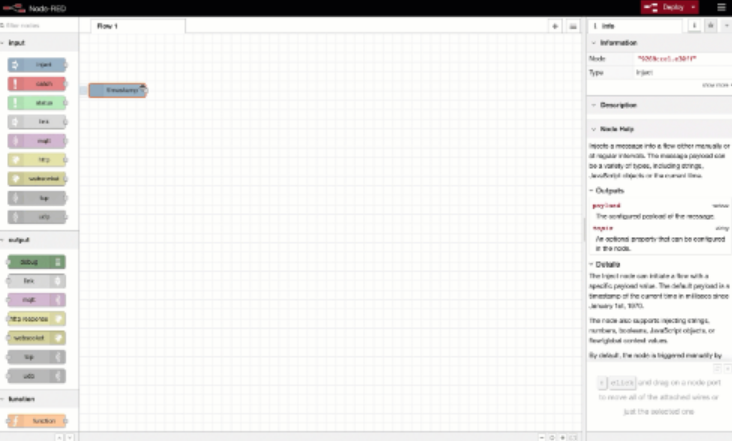 Node-RED
Deploy
filter nodes
Flow 1
info
input
inject
catch
status
link
mqtt
http
websocket
tcp
udp
output
debug
link
mqtt
http response
websocket
tcp
udp
function
function
timestamp
Information
Node
Type
Inject
show more
Description
Node Help
Injects a message into a flow either manually or
at regular intervals. The message payload can
be a variety of types, including strings,
JavaScript objects or the current time.
Outputs
payload
The configured payload of the message.
topic string
An optional property that can be configured
in the node.
Details
The Inject node can initiate a flow with a
specific payload value. The default payload is a
timestamp of the current time in millisecs since
January 1st, 1970.
The node also supports injecting strings,
numbers, booleans, JavaScript objects, or
flow/global context values.
By default, the node is triggered manually by
click and drag on a node port
to move all of the attached wires or
just the selected one